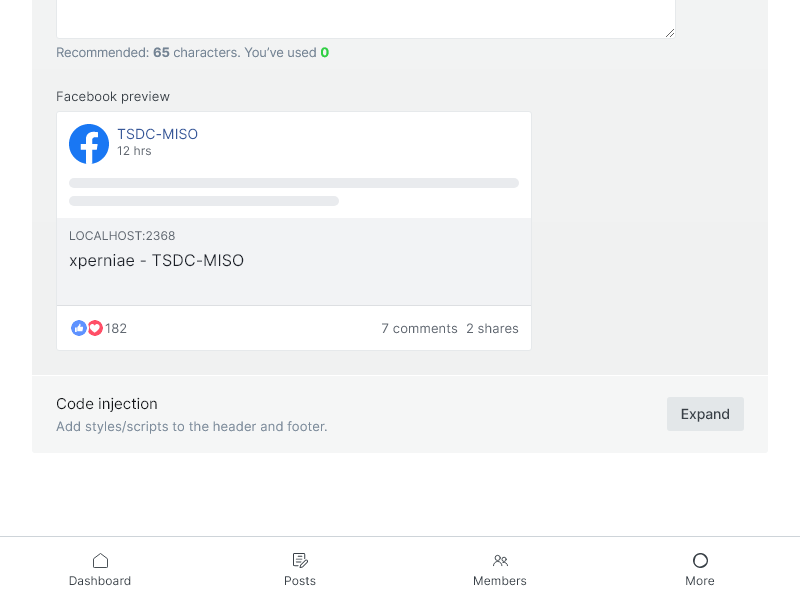 Recommended: 65 characters. You’ve used 0
Facebook preview
TSDC-MISO
12 hrs
LOCALHOST:2368
xperniae - TSDC-MISO
182
7 comments 2 shares
Code injection
Add styles/scripts to the header and footer.
Expand
Dashboard
Posts
Members
More